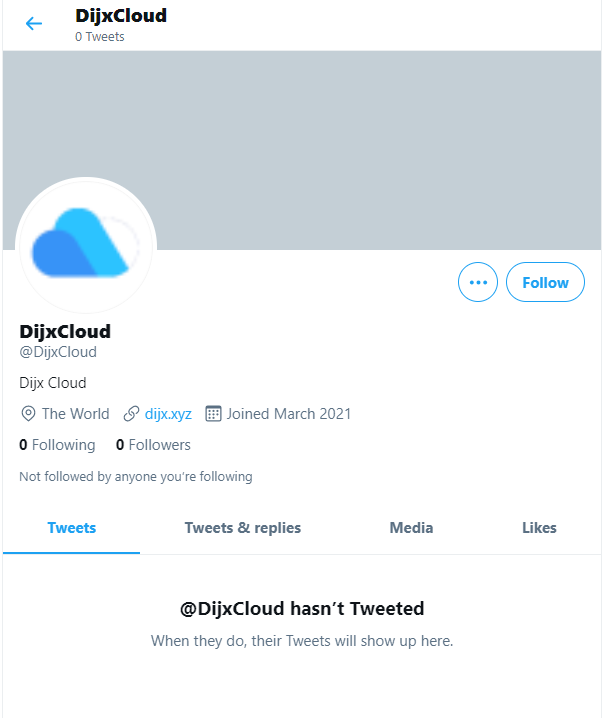 DijxCloud
0 Tweets
Follow
DijxCloud
@DijxCloud
Dijx Cloud
The World dijx.xyz Joined March 2021
0 Following 0 Followers
Not followed by anyone you’re following
Tweets Tweets & replies Media Likes
@DijxCloud hasn’t Tweeted
When they do, their Tweets will show up here.